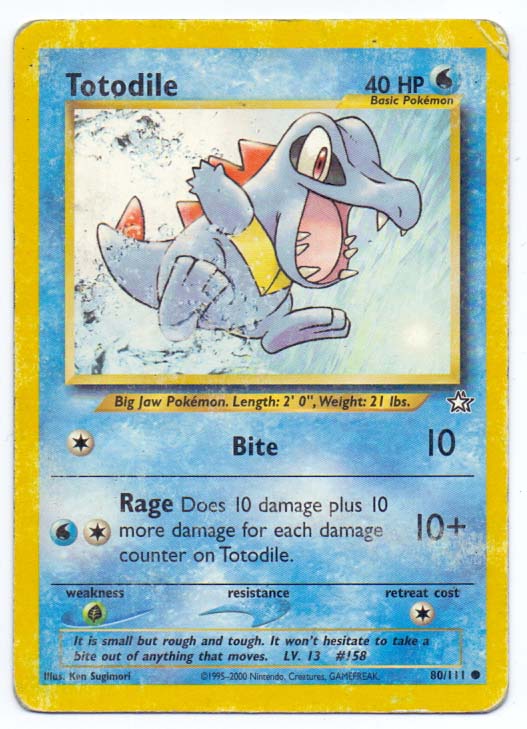 Totodile
40 HP
Basic Pokémon
Big Jaw Pokémon. Length: 2' 0", Weight: 21 lbs.
Bite 10
Rage Does 10 damage plus 10
more damage for each damage
counter on Totodile.
10+
weakness resistance retreat cost
It is small but rough and tough. It won't hesitate to take a
bite out of anything that moves. LV. 13 #158
Illus. Ken Sugimori ©1995-2000 Nintendo, Creatures, GAMEFREAK. 80/111